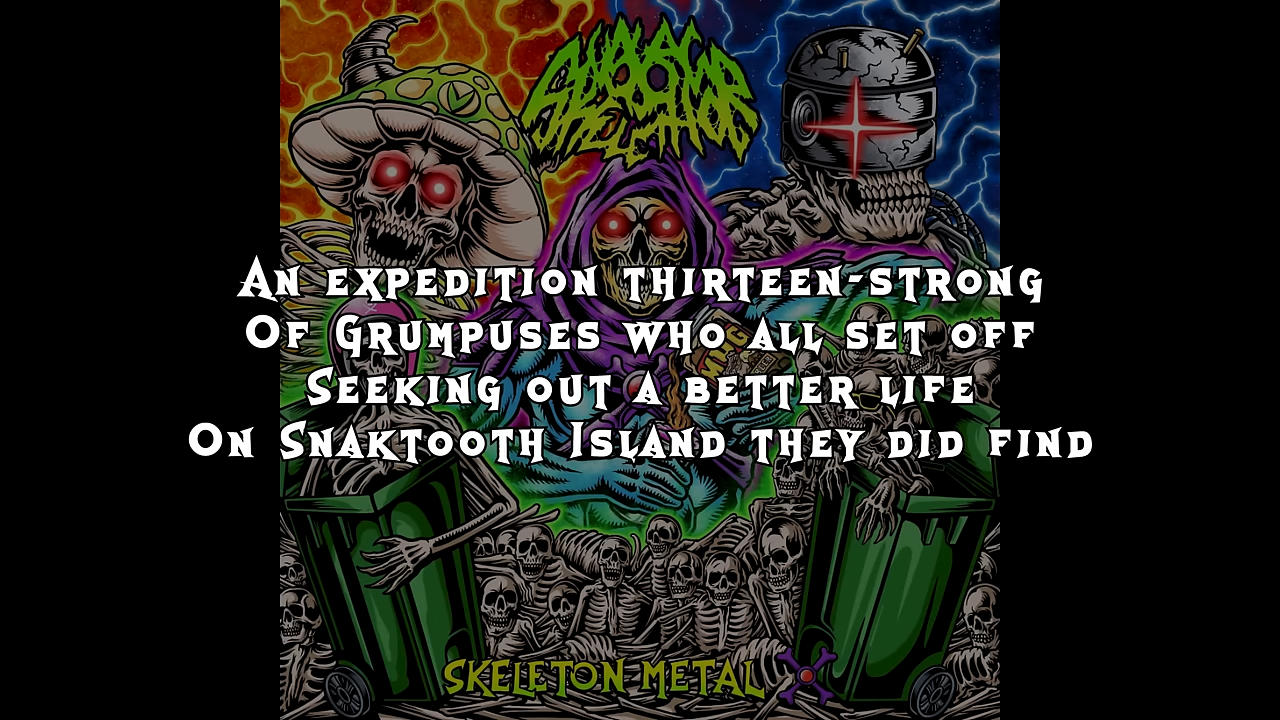 An expedition thirteen-strong
Of Grumpuses who all set off
Seeking out a better life
On Snaktooth Island they did find
SKELETON METAL